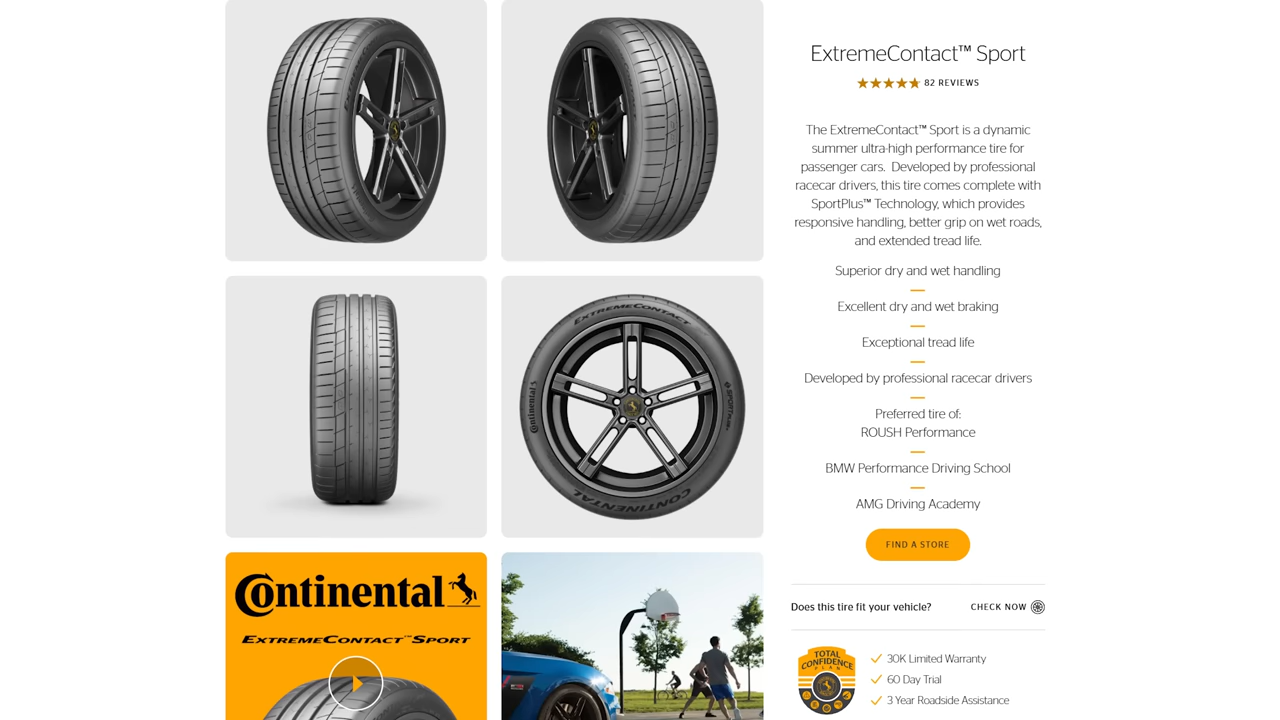 ExtremeContact™ Sport
82 REVIEWS
The ExtremeContact™ Sport is a dynamic
summer ultra-high performance tire for
passenger cars. Developed by professional
racecar drivers, this tire comes complete with
SportPlus™ Technology, which provides
responsive handling, better grip on wet roads,
and extended tread life.
Superior dry and wet handling
Excellent dry and wet braking
Exceptional tread life
Developed by professional racecar drivers
Preferred tire of:
ROUSH Performance
BMW Performance Driving School
AMG Driving Academy
FIND A STORE
Does this tire fit your vehicle?
CHECK NOW
TOTAL
CONFIDENCE
PLAN
30K Limited Warranty
60 Day Trial
3 Year Roadside Assistance
EXTREMECONTACT
Continental
CONTINENTAL
Continental
EXTREMECONTACT™SPORT